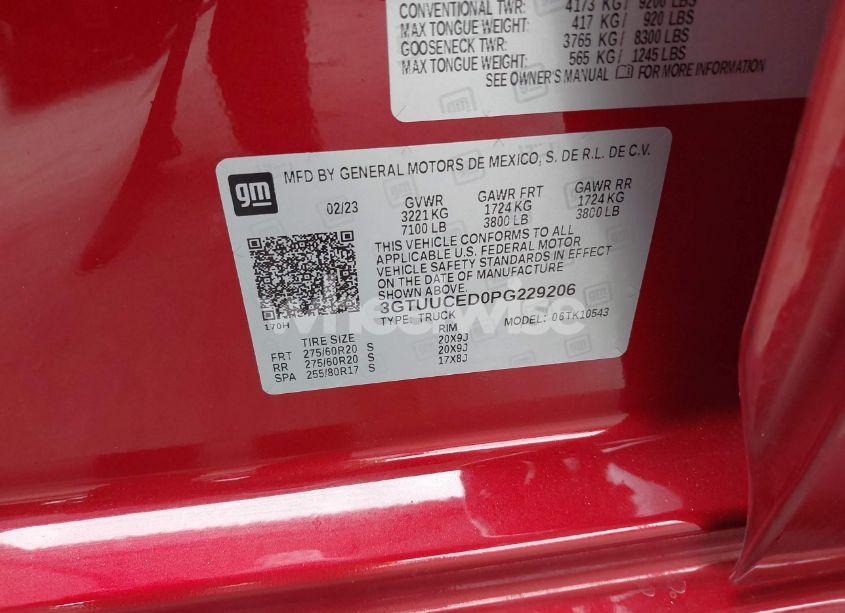 CONVENTIONAL TWR: 4173 KG/ 9200 LBS
MAX TONGUE WEIGHT: 417 KG/ 920 LBS
GOOSENECK TWR: 3765 KG/ 8300 LBS
MAX TONGUE WEIGHT: 565 KG/ 1245 LBS
SEE OWNER'S MANUAL FOR MORE INFORMATION
gm MFD BY GENERAL MOTORS DE MEXICO, S. DE R.L. DE C.V.
02/23 GVWR GAWR FRT GAWR RR
3221 KG 1724 KG 1724 KG
7100 LB 3800 LB 3800 LB
THIS VEHICLE CONFORMS TO ALL
APPLICABLE U.S. FEDERAL MOTOR
VEHICLE SAFETY STANDARDS IN EFFECT
ON THE DATE OF MANUFACTURE
3GTUUCED0PG229206
170H TYPE: TRUCK MODEL: 06TK10543
TIRE SIZE RIM
FRT 275/60R20 S 20X9J
RR 275/60R20 S 20X9J
SPA 255/80R17 S 17X8J
wheelwise